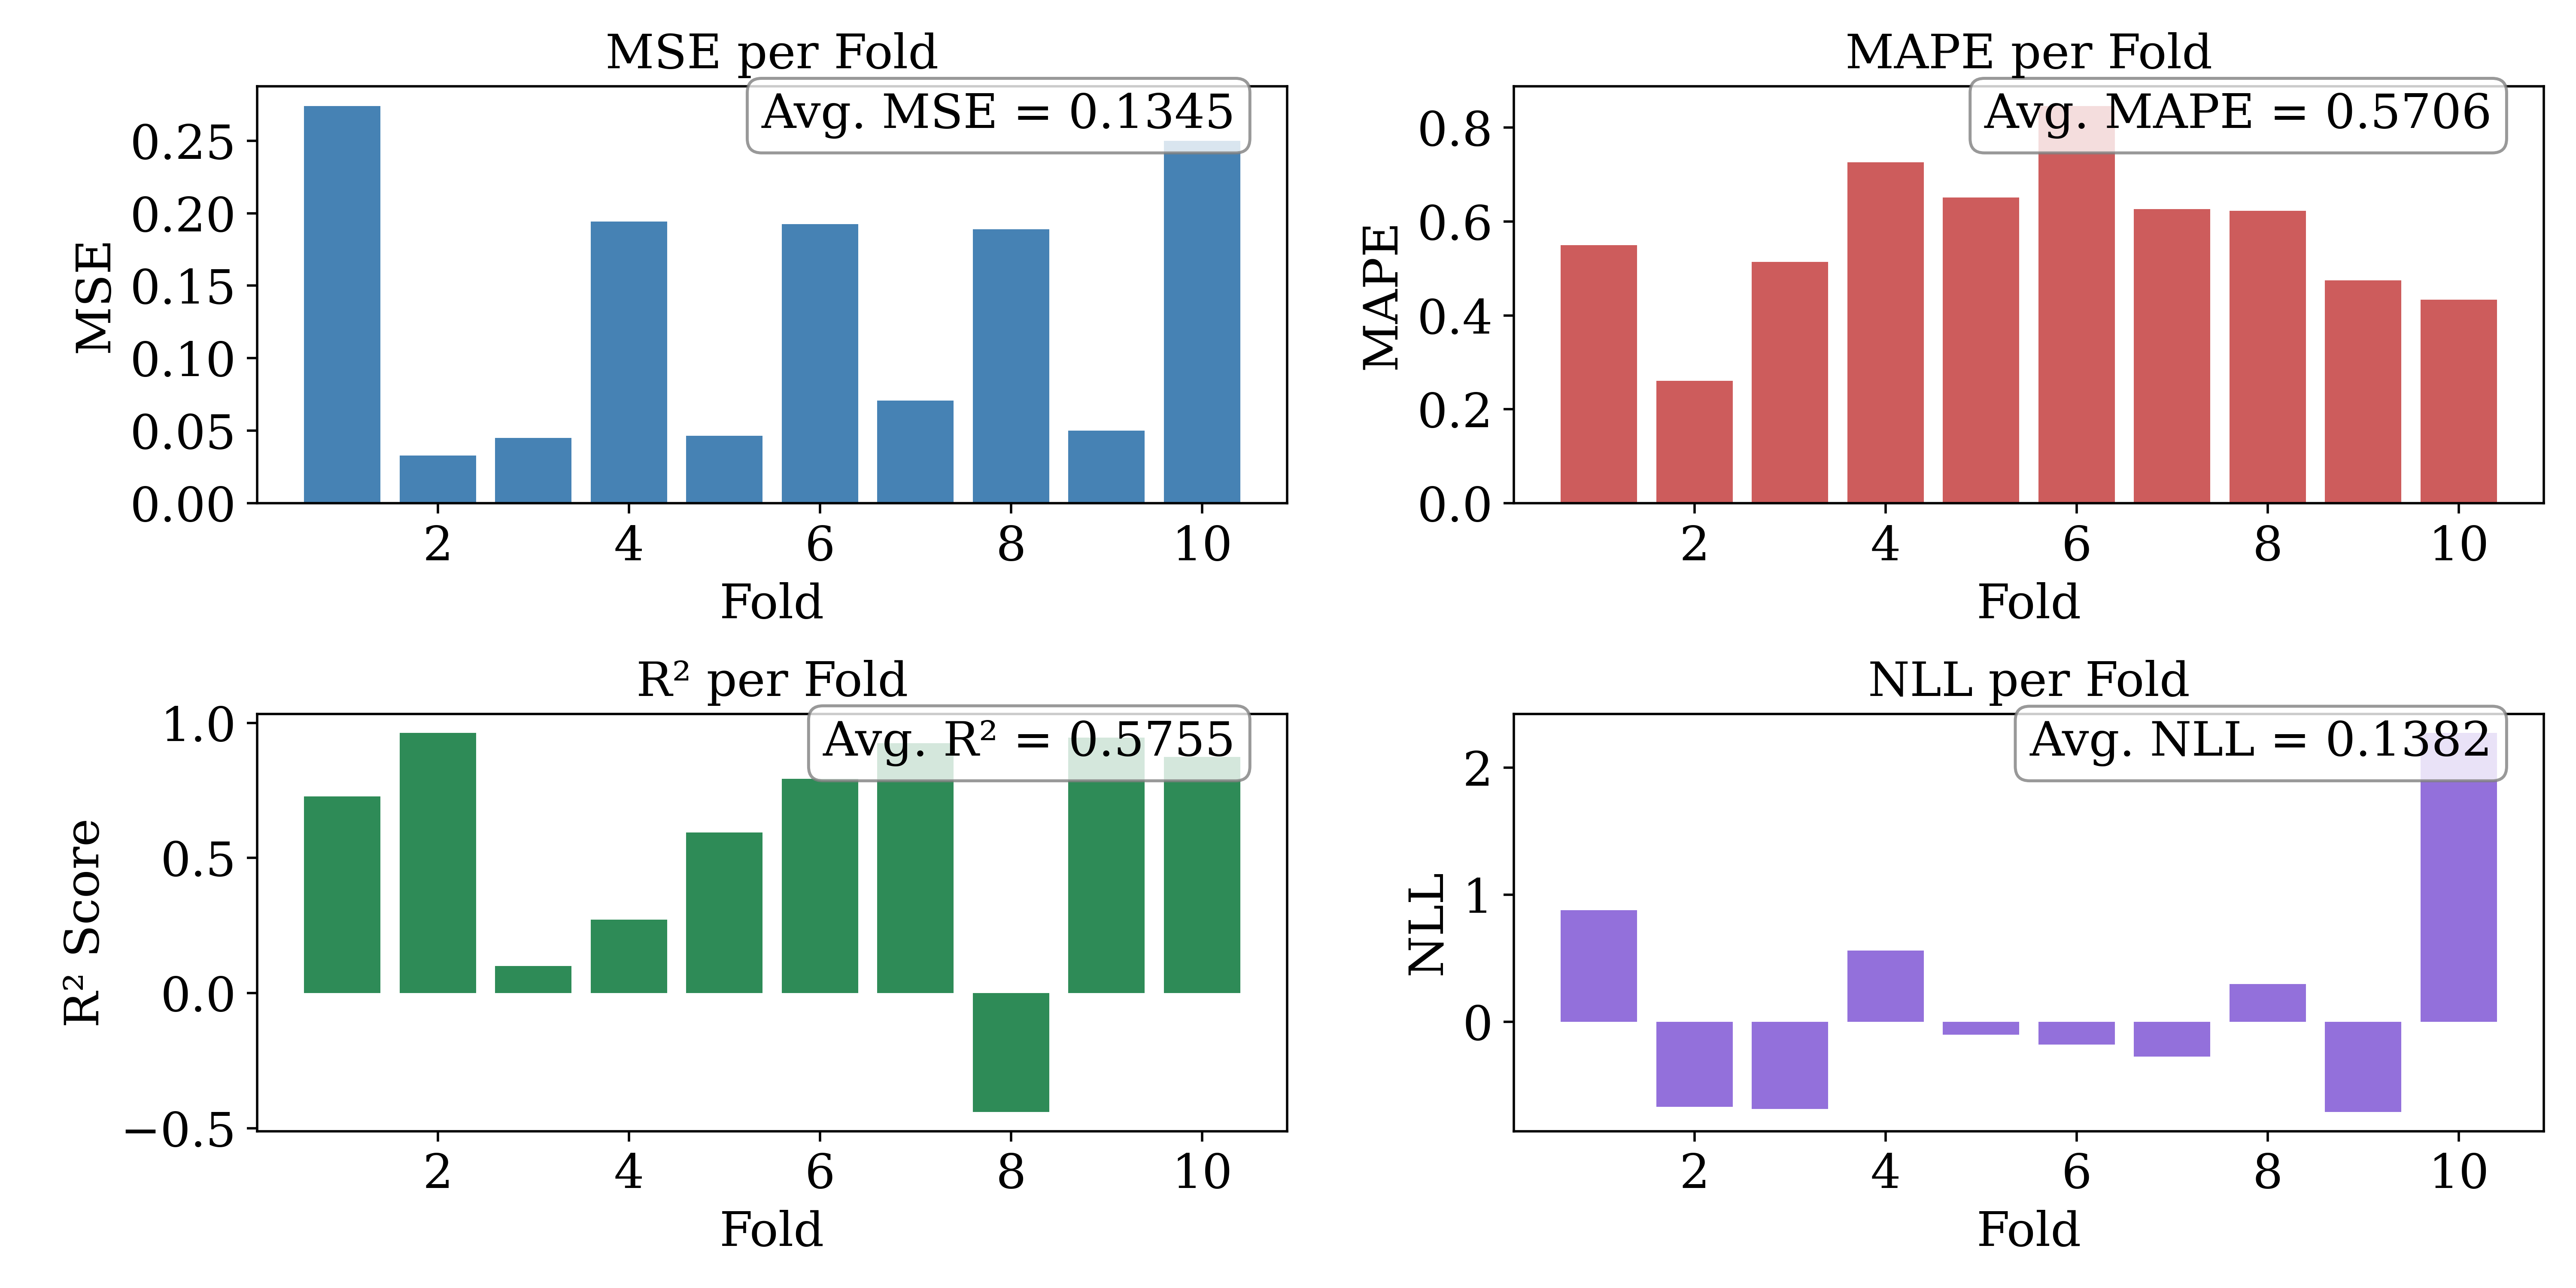 MSE per Fold
Avg. MSE = 0.1345
MSE
0.25
0.20
0.15
0.10
0.05
0.00
2 4 6 8 10
Fold
MAPE per Fold
Avg. MAPE = 0.5706
MAPE
0.8
0.6
0.4
0.2
0.0
2 4 6 8 10
Fold
R² per Fold
Avg. R² = 0.5755
R² Score
1.0
0.5
0.0
−0.5
2 4 6 8 10
Fold
NLL per Fold
Avg. NLL = 0.1382
NLL
2
1
0
2 4 6 8 10
Fold